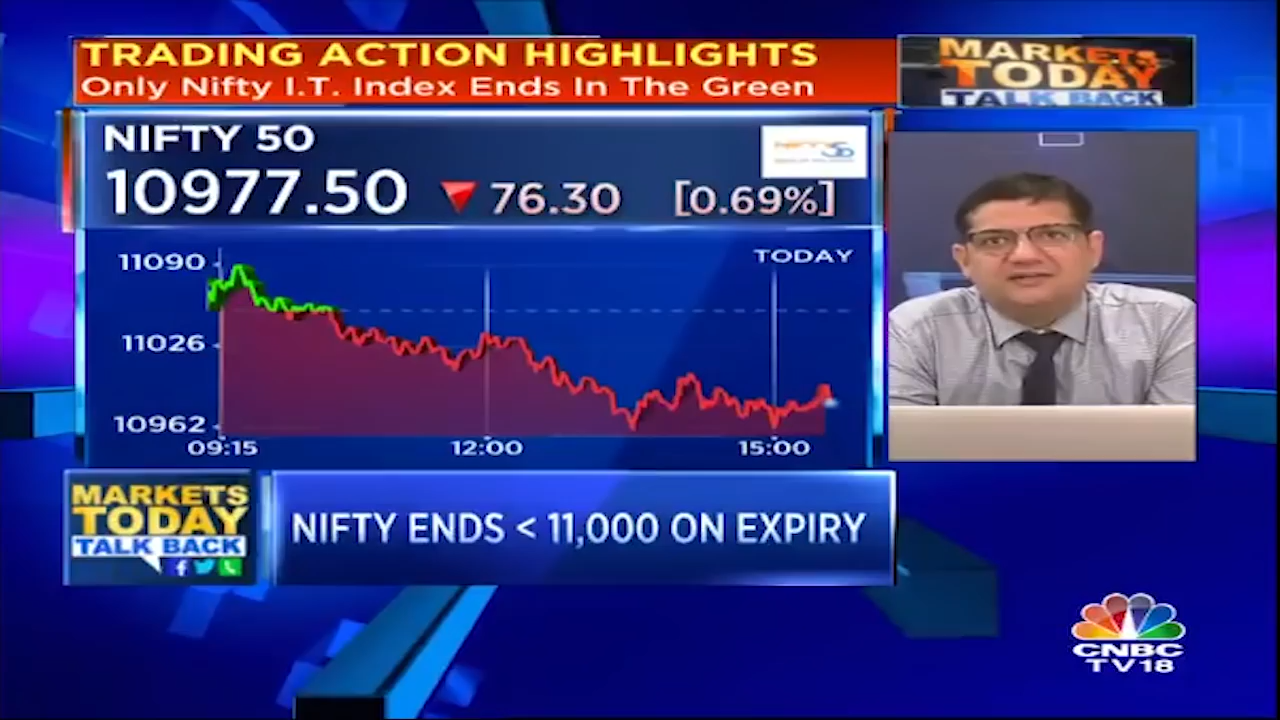 TRADING ACTION HIGHLIGHTS
Only Nifty I.T. Index Ends In The Green
MARKETS
TODAY
TALK BACK
NIFTY 50
10977.50 76.30 [0.69%]
TODAY
11090
11026
10962
09:15 12:00 15:00
MARKETS
TODAY
TALK BACK
NIFTY ENDS < 11,000 ON EXPIRY
CNBC
TV18